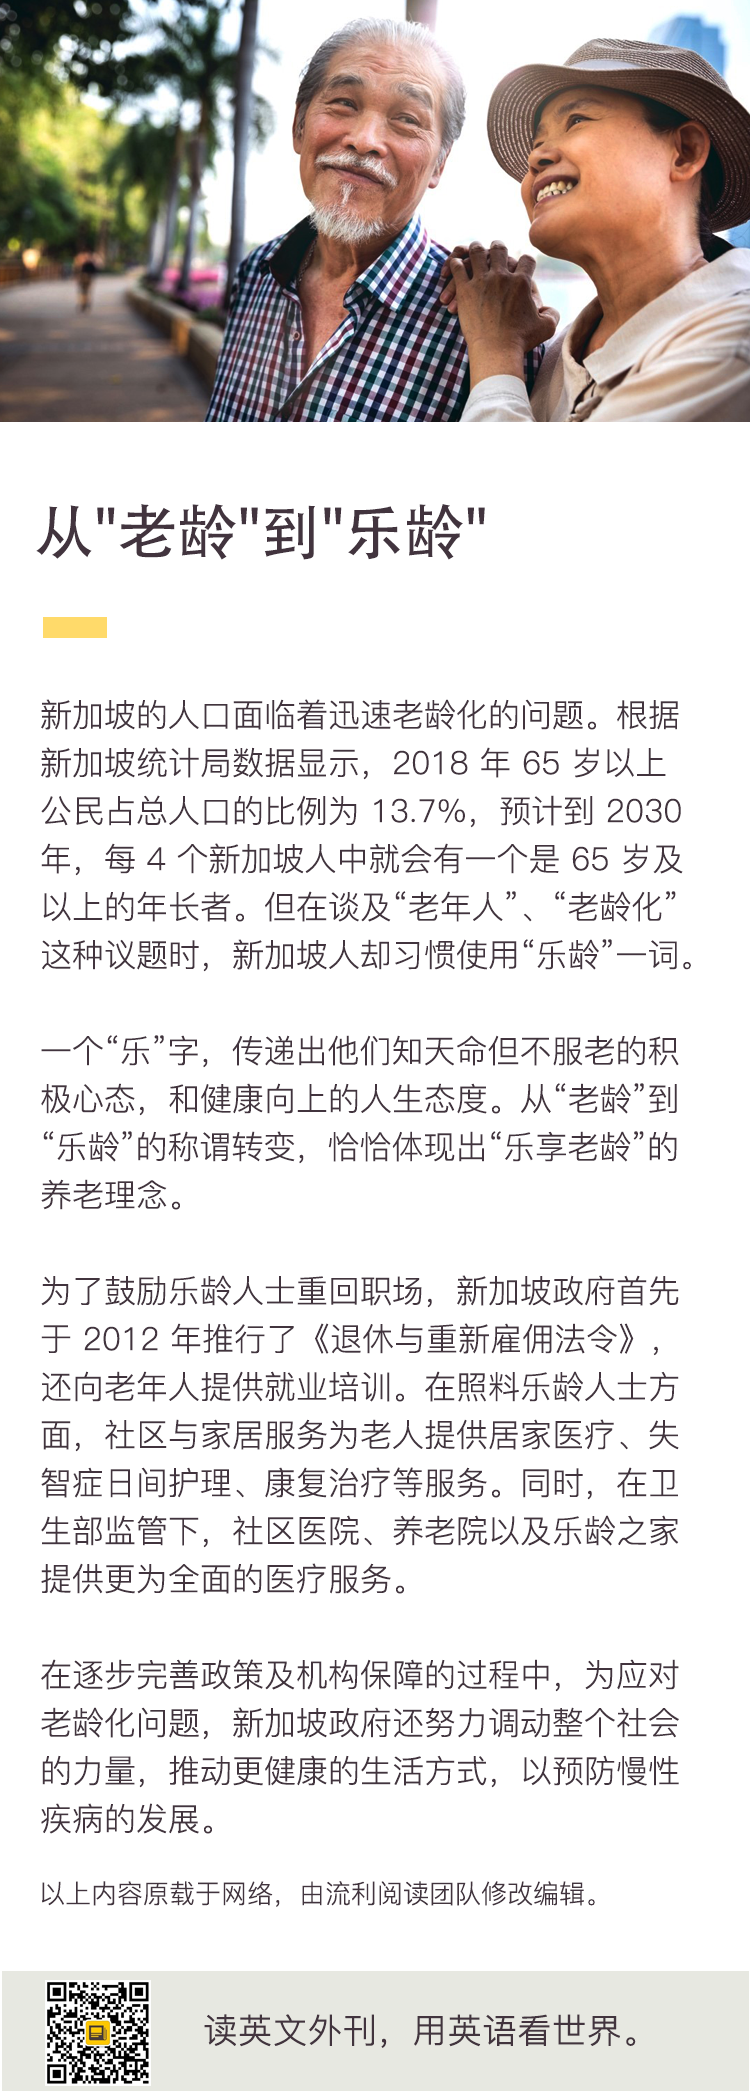 从"老龄"到"乐龄"
新加坡的人口面临着迅速老龄化的问题。根据
新加坡统计局数据显示，2018 年 65 岁以上
公民占总人口的比例为 13.7%，预计到 2030
年，每 4 个新加坡人中就会有一个是 65 岁及
以上的年长者。但在谈及“老年人”、“老龄化”
这种议题时，新加坡人却习惯使用“乐龄”一词。
一个“乐”字，传递出他们知天命但不服老的积
极心态，和健康向上的人生态度。从“老龄”到
“乐龄”的称谓转变，恰恰体现出“乐享老龄”的
养老理念。
为了鼓励乐龄人士重回职场，新加坡政府首先
于 2012 年推行了《退休与重新雇佣法令》，
还向老年人提供就业培训。在照料乐龄人士方
面，社区与家居服务为老人提供居家医疗、失
智症日间护理、康复治疗等服务。同时，在卫
生部监管下，社区医院、养老院以及乐龄之家
提供更为全面的医疗服务。
在逐步完善政策及机构保障的过程中，为应对
老龄化问题，新加坡政府还努力调动整个社会
的力量，推动更健康的生活方式，以预防慢性
疾病的发展。
以上内容原载于网络，由流利阅读团队修改编辑。
读英文外刊，用英语看世界。